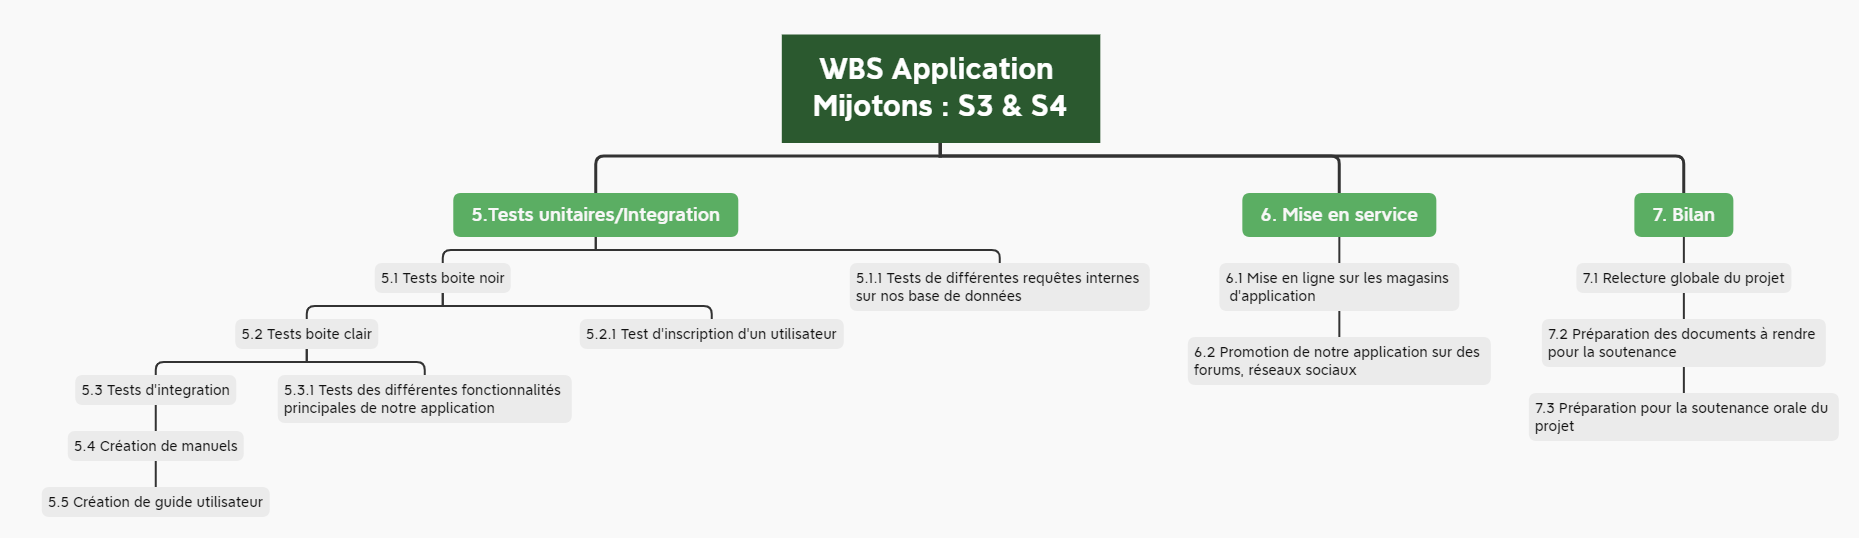 WBS Application
Mijotons : S3 & S4
5.Tests unitaires/Integration
6. Mise en service
7. Bilan
5.1 Tests boite noir
5.1.1 Tests de différentes requêtes internes
sur nos base de données
6.1 Mise en ligne sur les magasins
d'application
7.1 Relecture globale du projet
5.2 Tests boite clair
5.2.1 Test d'inscription d'un utilisateur
6.2 Promotion de notre application sur des
forums, réseaux sociaux
7.2 Préparation des documents à rendre
pour la soutenance
5.3 Tests d'integration
5.3.1 Tests des différentes fonctionnalités
principales de notre application
7.3 Préparation pour la soutenance orale du
projet
5.4 Création de manuels
5.5 Création de guide utilisateur